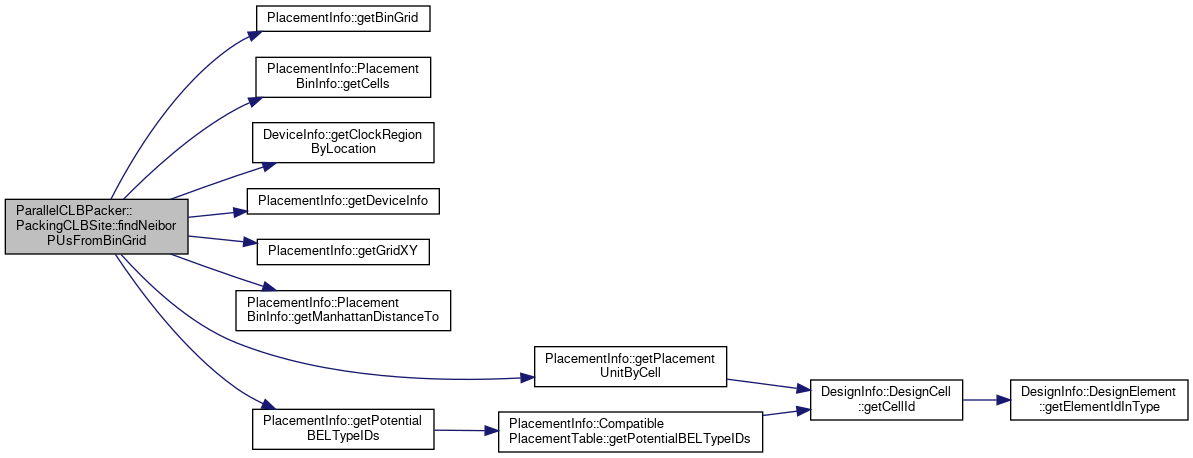 PlacementInfo::getBinGrid
PlacementInfo::Placement
BinInfo::getCells
DeviceInfo::getClockRegion
ByLocation
PlacementInfo::getDeviceInfo
ParallelCLBPacker::
PackingCLBSite::findNeibor
PUsFromBinGrid
PlacementInfo::getGridXY
PlacementInfo::Placement
BinInfo::getManhattanDistanceTo
PlacementInfo::getPlacement
UnitByCell
PlacementInfo::getPotential
BELTypeIDs
PlacementInfo::Compatible
PlacementTable::getPotentialBELTypeIDs
DesignInfo::DesignCell
::getCellId
DesignInfo::DesignElement
::getElementIdInType